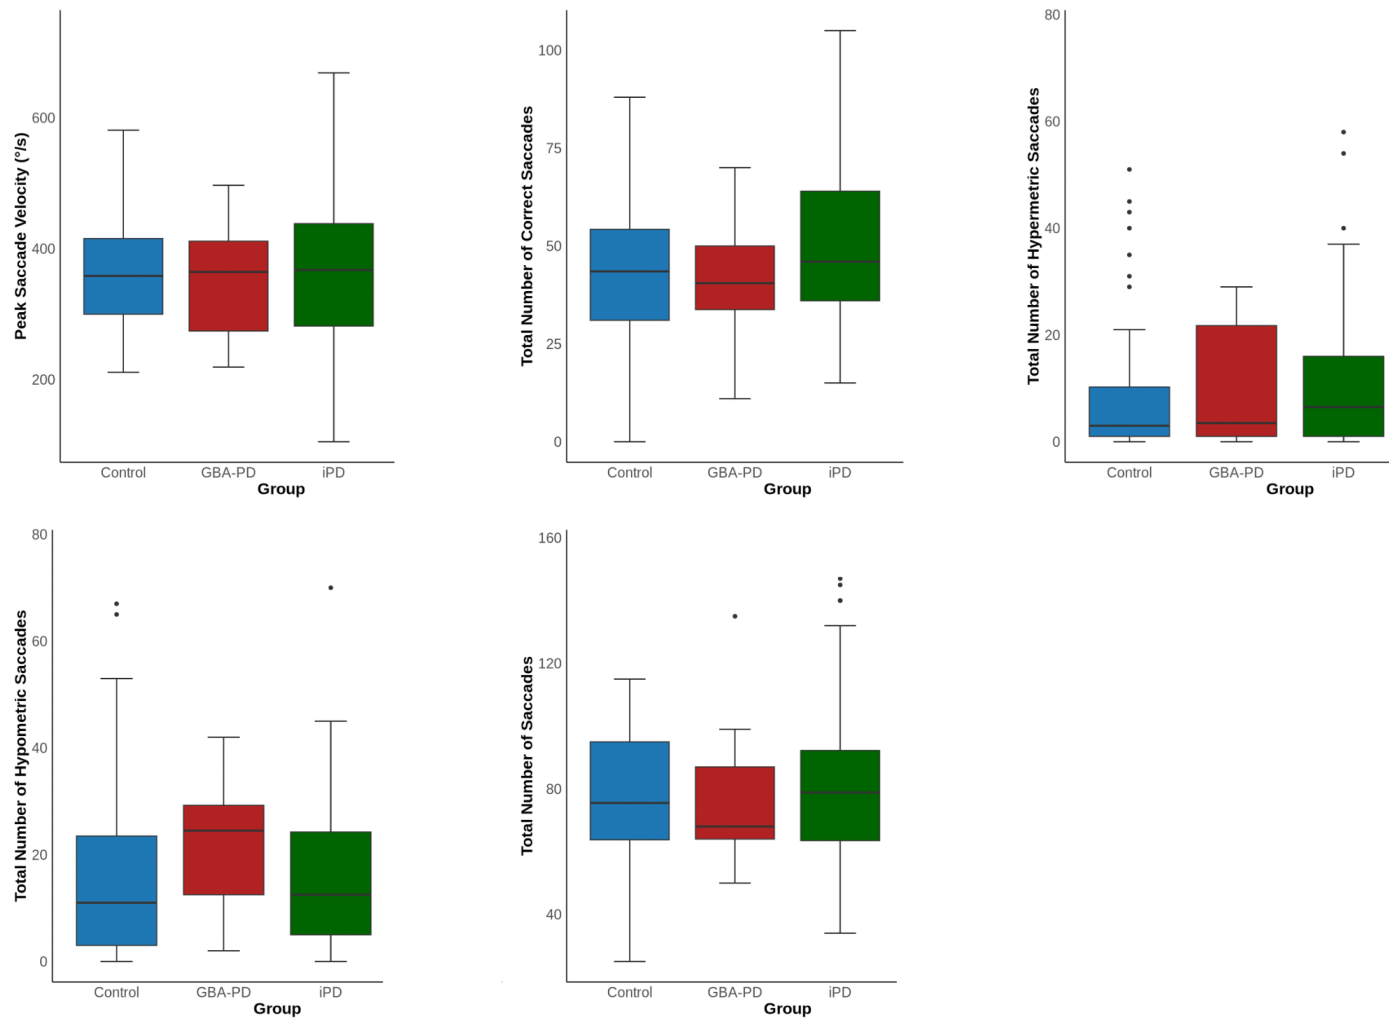 Peak Saccade Velocity (°/s)
600
400
200
Control GBA-PD iPD
Group
Total Number of Correct Saccades
100
75
50
25
0
Control GBA-PD iPD
Group
Total Number of Hypermetric Saccades
80
60
40
20
0
Control GBA-PD iPD
Group
Total Number of Hypometric Saccades
80
60
40
20
0
Control GBA-PD iPD
Group
Total Number of Saccades
160
120
80
40
Control GBA-PD iPD
Group